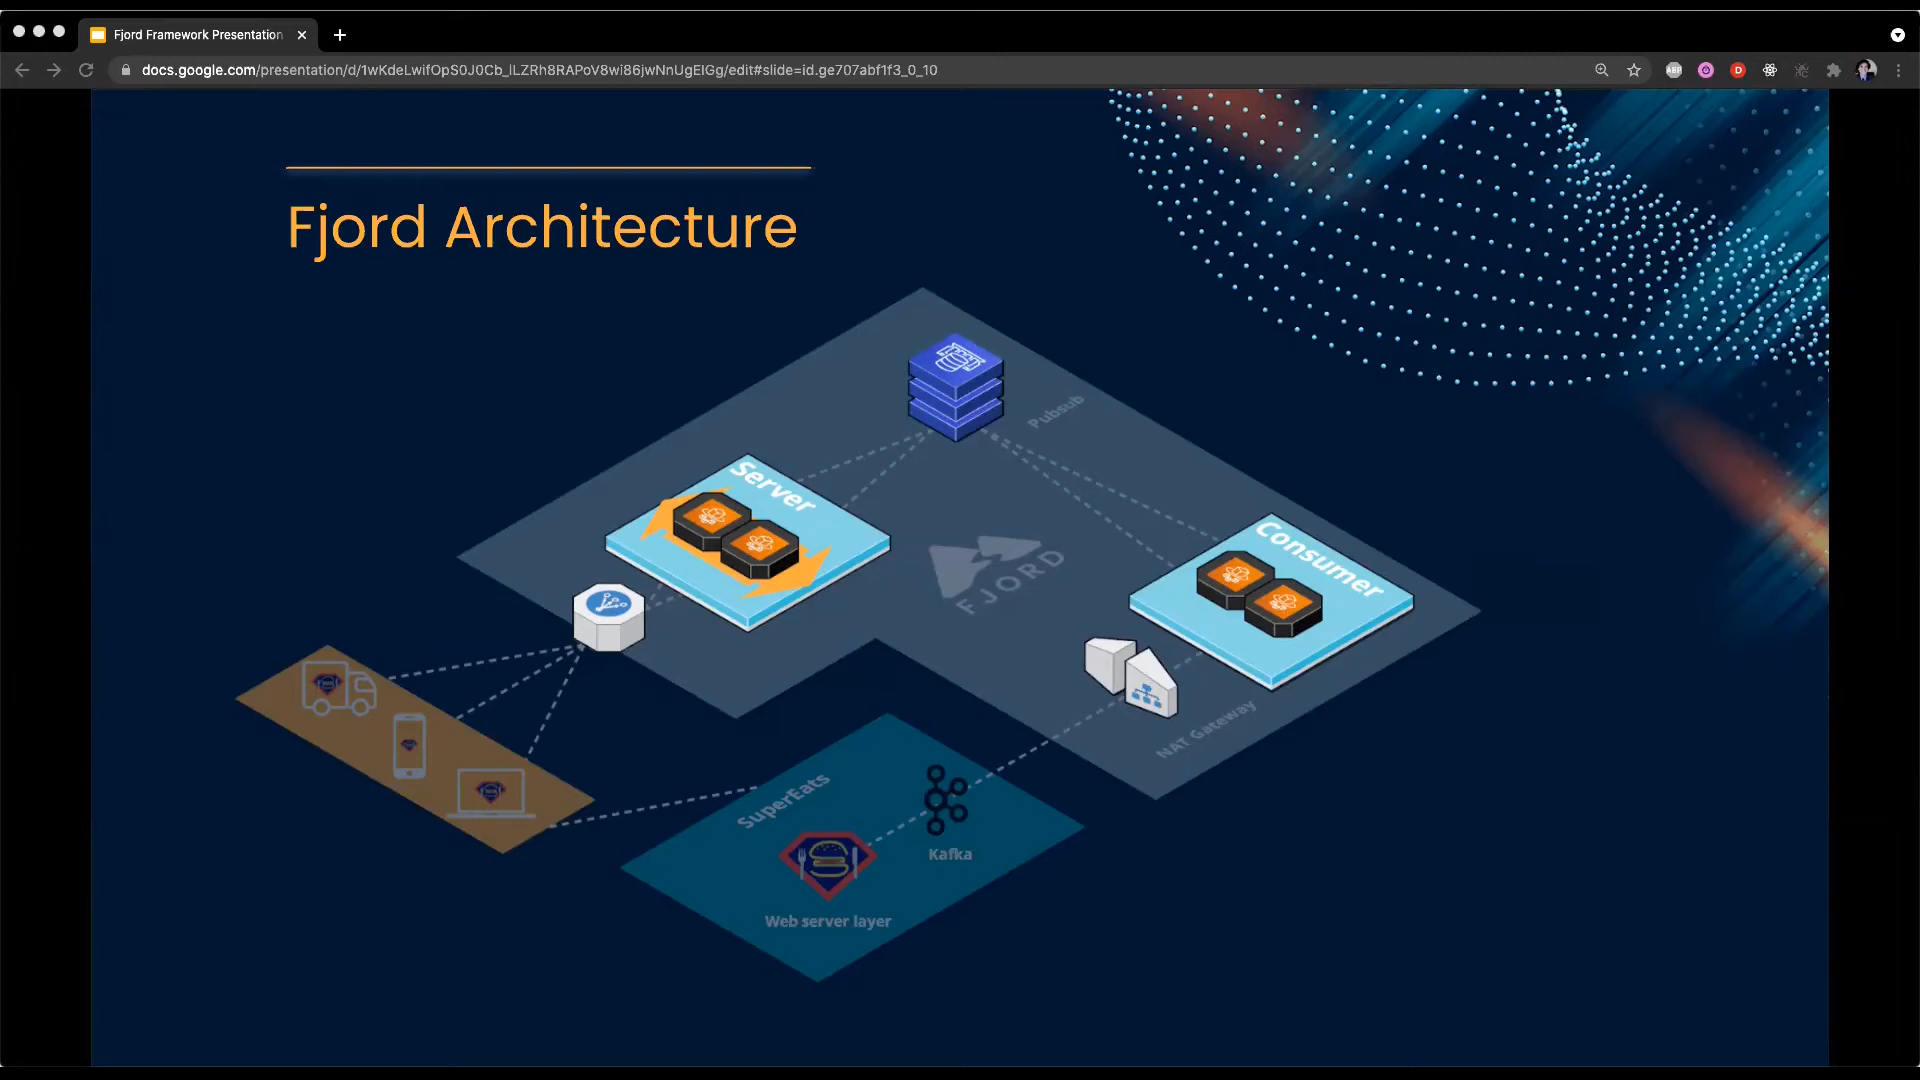 Fjord Framework Presentation
docs.google.com/presentation/d/1wKdeLwifOpS0J0Cb_lLZRh8RAPoV8wi86jwNnUgElGg/edit#slide=id.ge707abf1f3_0_10
ABP
D
Fjord Architecture
Pubsub
Server
Consumer
FJORD
NAT Gateway
SuperEats
Kafka
Web server layer